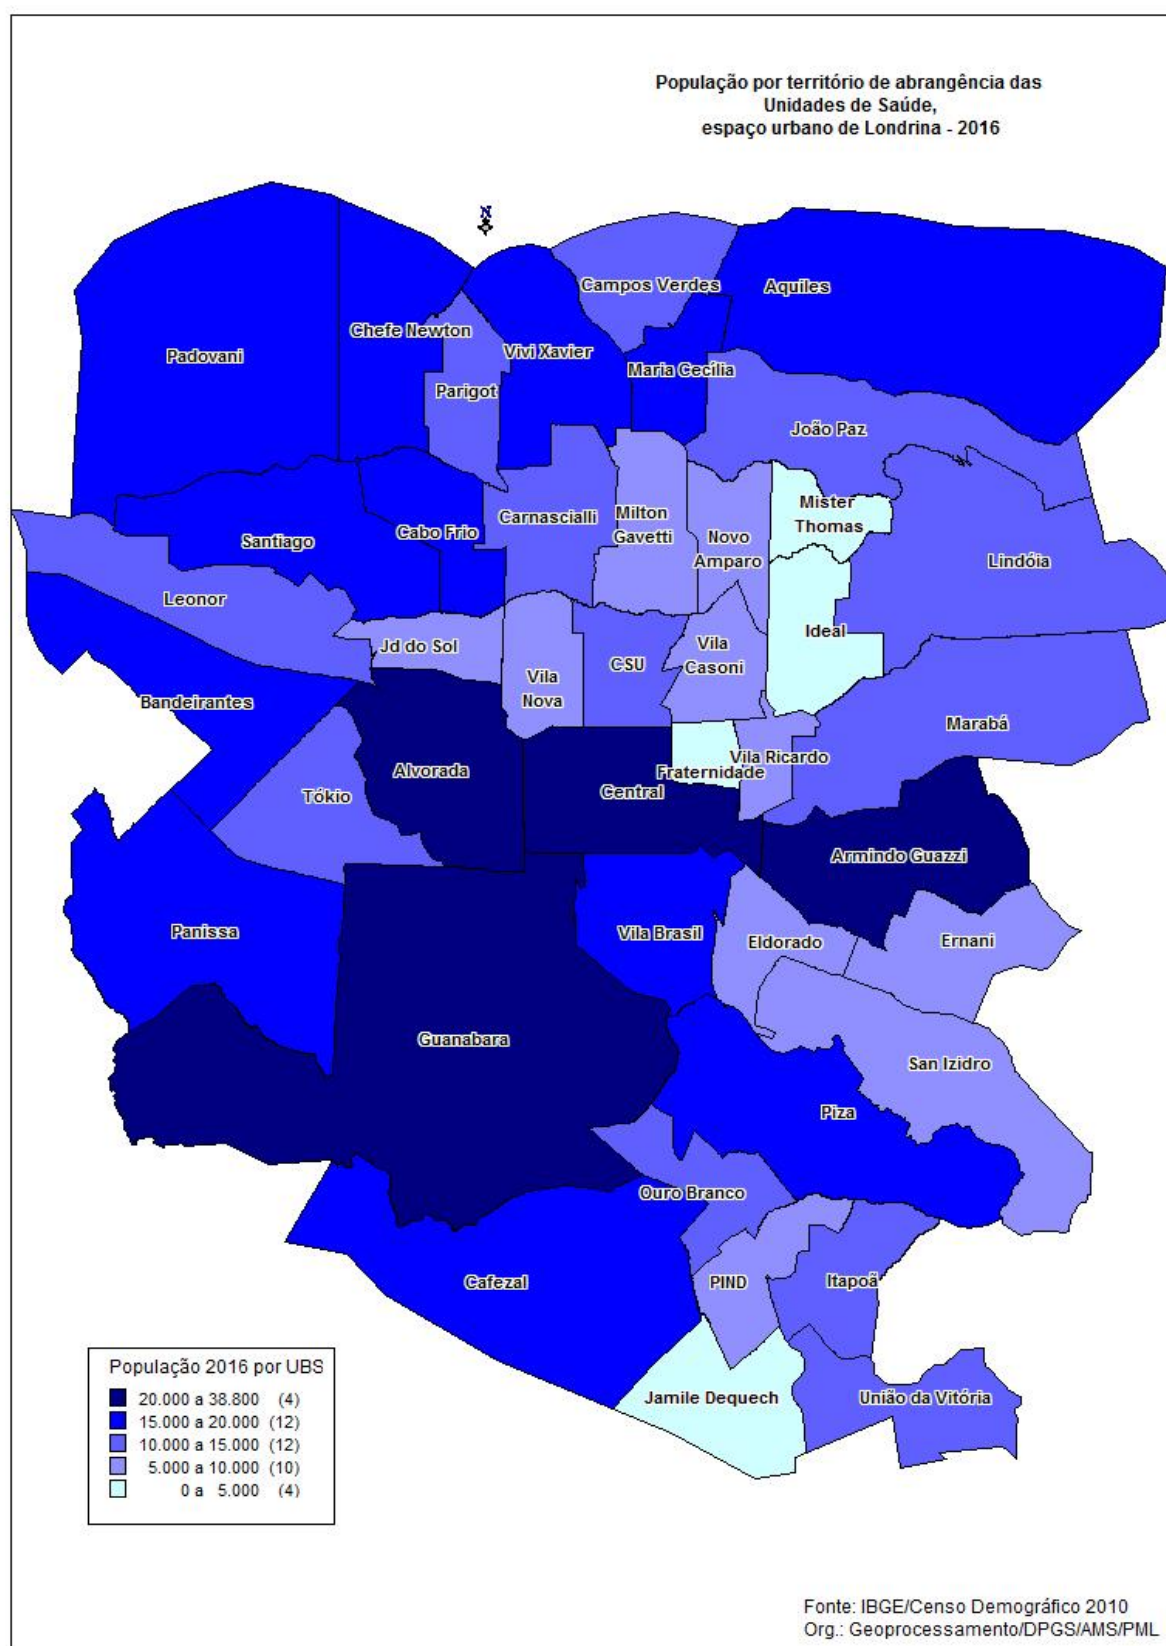 População por território de abrangência das
Unidades de Saúde,
espaço urbano de Londrina - 2016
N
Campos Verdes
Aquiles
Chefe Newton
Vivi Xavier
Padovani
Maria Cecília
Parigot
João Paz
Mister
Thomas
Milton
Gavetti
Carnascialli
Cabo Frio
Santiago
Novo
Amparo
Lindóia
Leonor
Ideal
Jd do Sol
Vila
Nova
CSU
Vila
Casoni
Bandeirantes
Marabá
Alvorada
Fraternidade
Vila Ricardo
Tókio
Central
Armindo Guazzi
Panissa
Vila Brasil
Eldorado
Ernani
Guanabara
San Izidro
Piza
Ouro Branco
Cafezal
PIND
Itapoã
Jamile Dequech
União da Vitória
População 2016 por UBS
20.000 a 38.800 (4)
15.000 a 20.000 (12)
10.000 a 15.000 (12)
5.000 a 10.000 (10)
0 a 5.000 (4)
Fonte: IBGE/Censo Demográfico 2010
Org.: Geoprocessamento/DPGS/AMS/PML